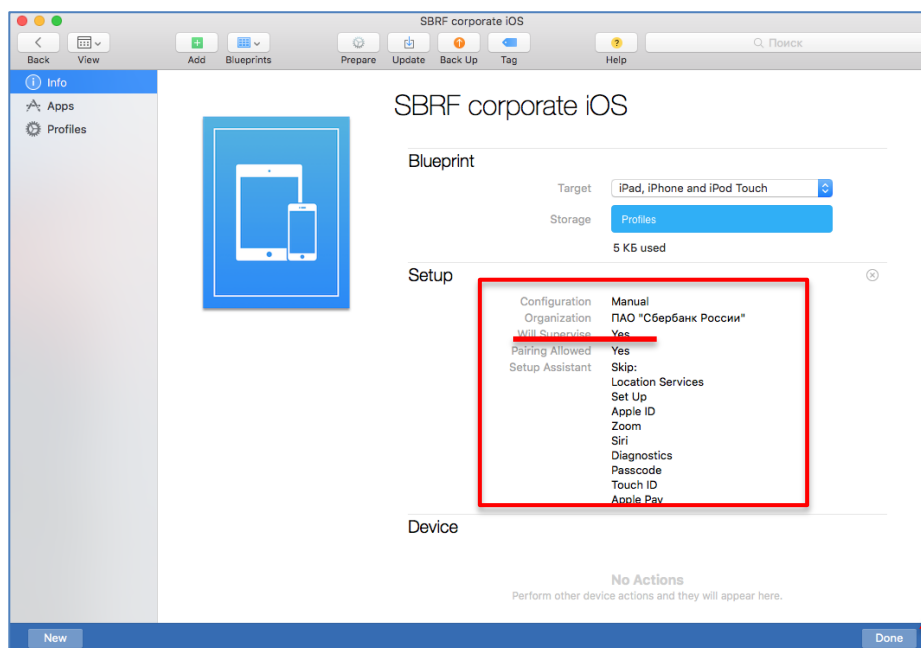 SBRF corporate iOS
Back View Add Blueprints Prepare Update Back Up Tag Help Поиск
Info
Apps
Profiles
SBRF corporate iOS
Blueprint
Target iPad, iPhone and iPod Touch
Storage Profiles
5 КБ used
Setup
Configuration Manual
Organization ПАО "Сбербанк России"
Will Supervise Yes
Pairing Allowed Yes
Setup Assistant Skip:
Location Services
Set Up
Apple ID
Zoom
Siri
Diagnostics
Passcode
Touch ID
Apple Pay
Device
No Actions
Perform other device actions and they will appear here.
New Done